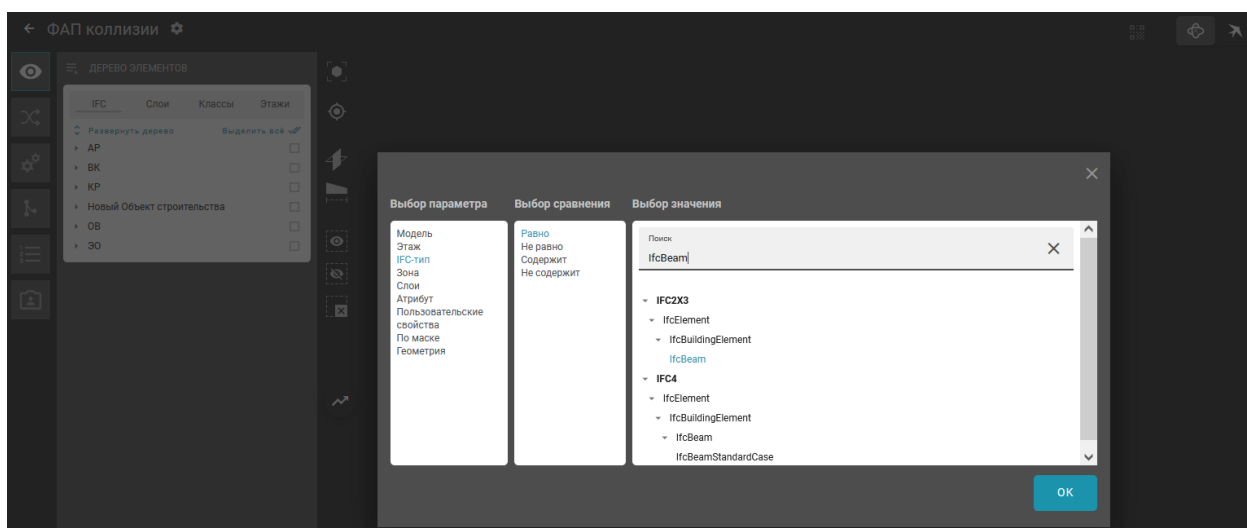 ФАП коллизии
ДЕРЕВО ЭЛЕМЕНТОВ
IFC Слои Классы Этажи
Развернуть дерево Выделить всё
АР
ВК
КР
Новый Объект строительства
ОВ
ЭО
Выбор параметра Выбор сравнения Выбор значения
Модель
Этаж
IFC-тип
Зона
Слои
Атрибут
Пользовательские
свойства
По маске
Геометрия
Равно
Не равно
Содержит
Не содержит
Поиск
IfcBeam
IFC2X3
IfcElement
IfcBuildingElement
IfcBeam
IFC4
IfcElement
IfcBuildingElement
IfcBeam
IfcBeamStandardCase
ОК